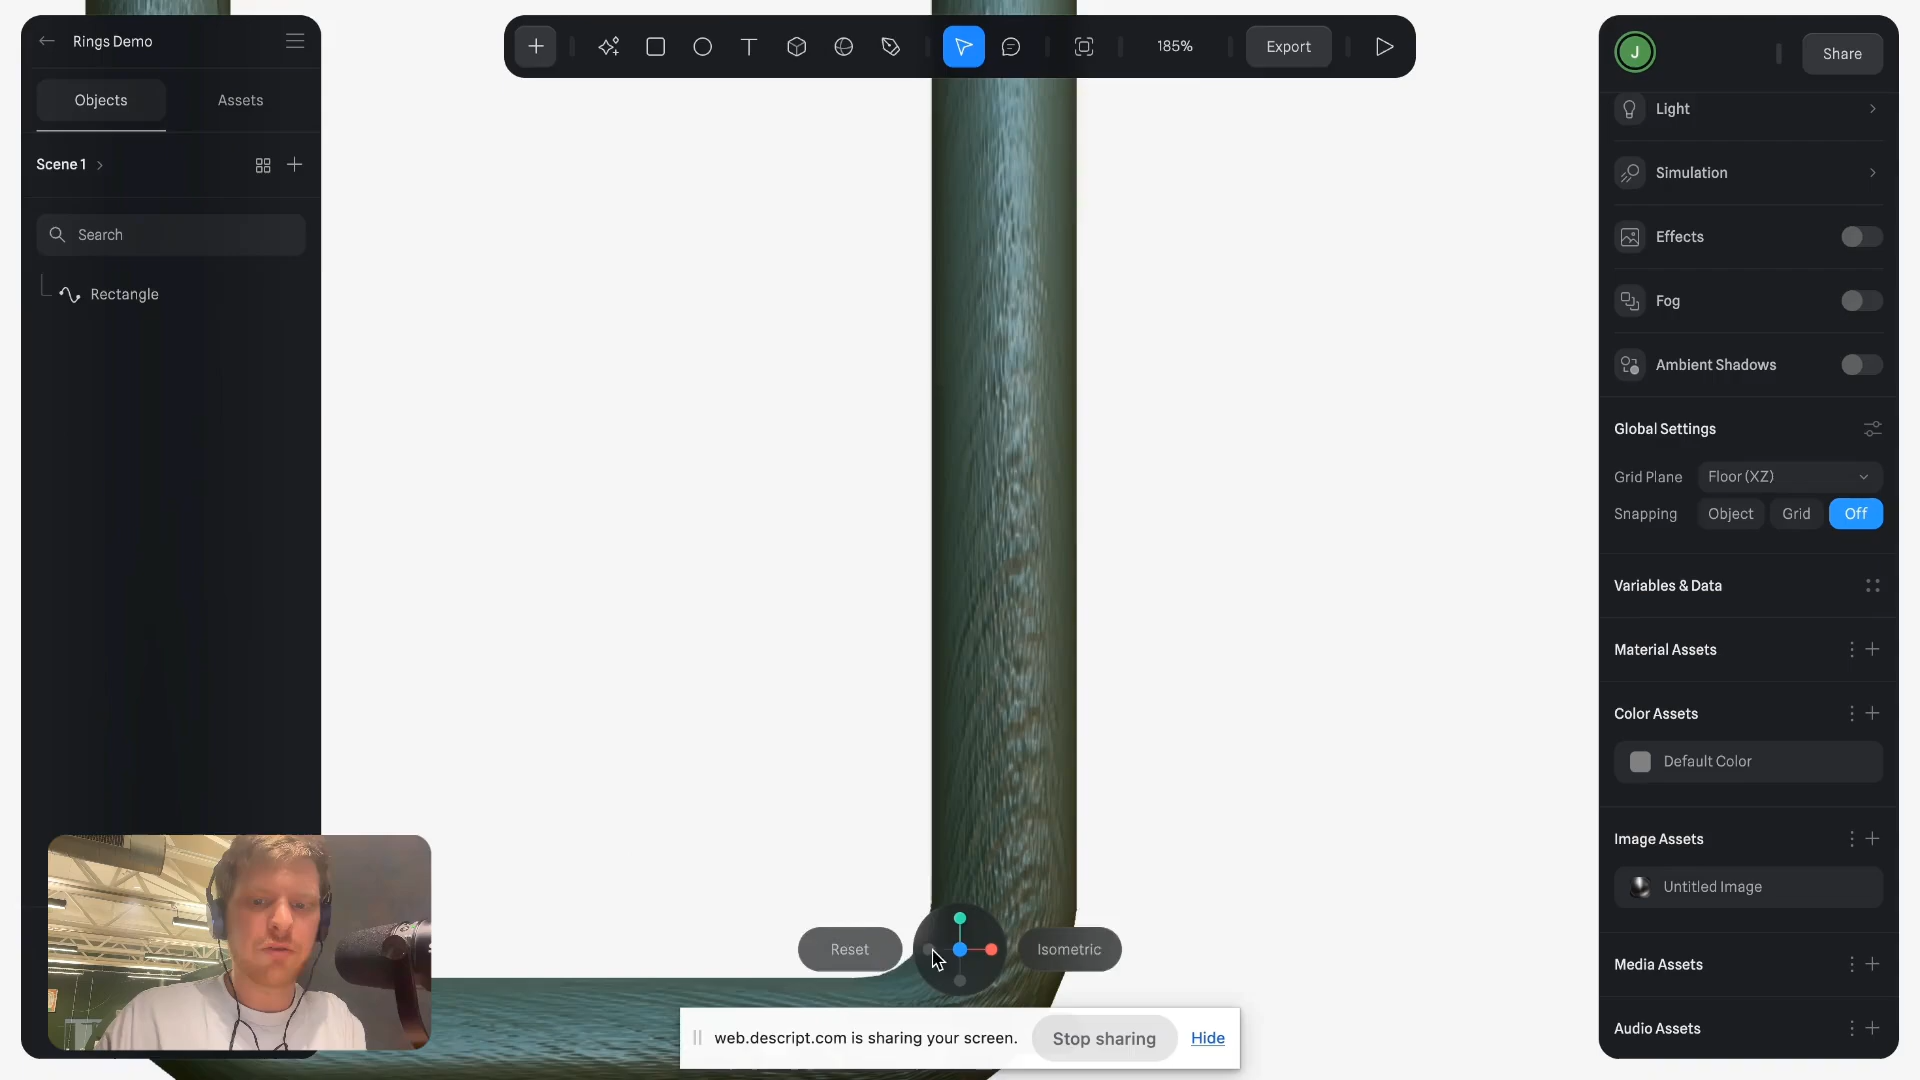 Rings Demo
185%
Export
J
Share
Objects
Assets
Scene 1
Search
Rectangle
Light
Simulation
Effects
Fog
Ambient Shadows
Global Settings
Grid Plane
Floor (XZ)
Snapping
Object
Grid
Off
Variables & Data
Material Assets
Color Assets
Default Color
Image Assets
Untitled Image
Media Assets
Audio Assets
Reset
Isometric
web.descript.com is sharing your screen.
Stop sharing
Hide